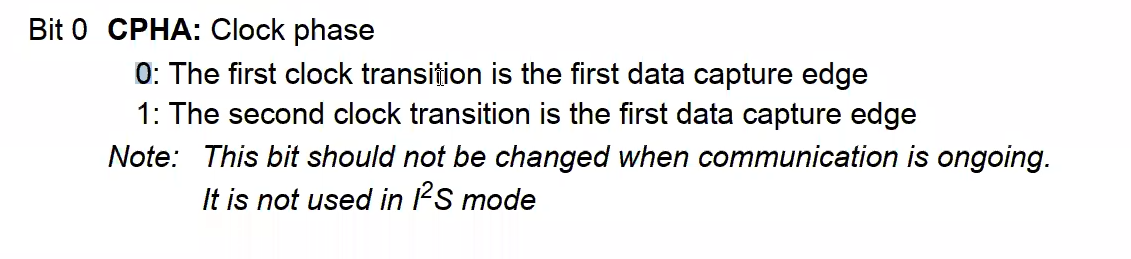 Bit 0 CPHA: Clock phase
0: The first clock transition is the first data capture edge
1: The second clock transition is the first data capture edge
Note: This bit should not be changed when communication is ongoing.
It is not used in I²S mode